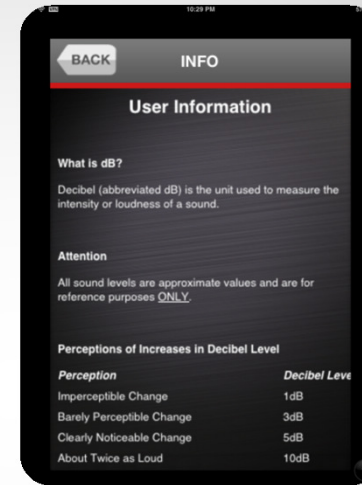 10:29 PM
BACK
INFO
User Information
What is dB?
Decibel (abbreviated dB) is the unit used to measure the
intensity or loudness of a sound.
Attention
All sound levels are approximate values and are for
reference purposes ONLY.
Perceptions of Increases in Decibel Level
Perception Decibel Leve
Imperceptible Change 1dB
Barely Perceptible Change 3dB
Clearly Noticeable Change 5dB
About Twice as Loud 10dB